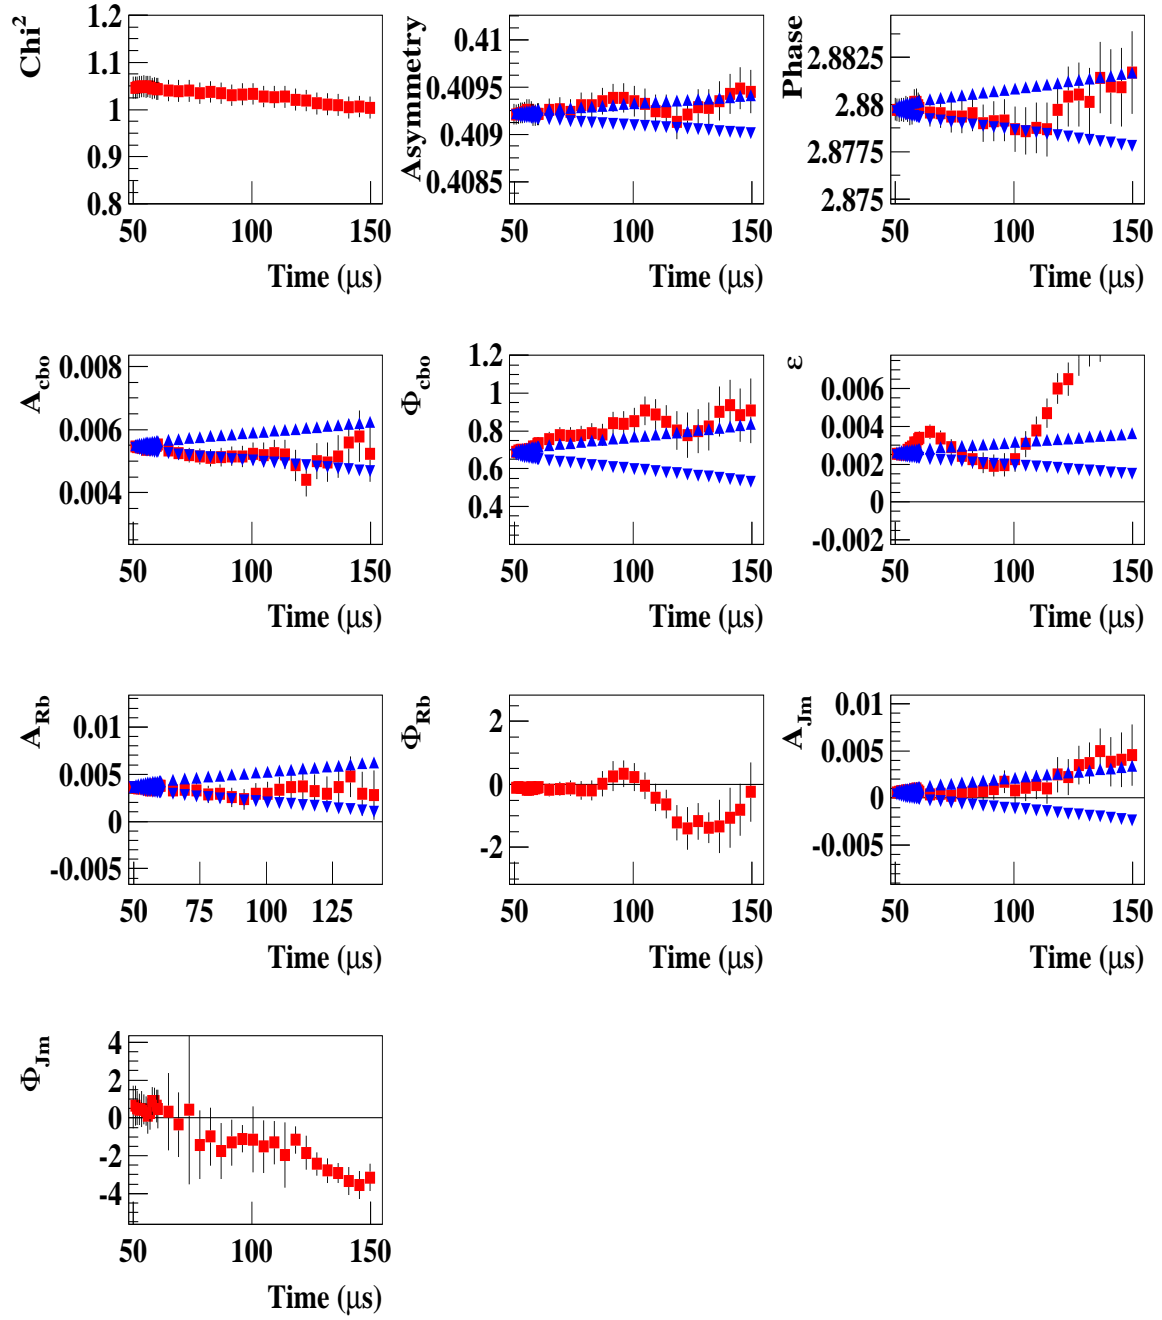 Chi²
1.2
1.1
1
0.9
0.8
50 100 150
Time (μs)
Asymmetry
0.41
0.4095
0.409
0.4085
50 100 150
Time (μs)
Phase
2.8825
2.88
2.8775
2.875
50 100 150
Time (μs)
A_cbo
0.008
0.006
0.004
50 100 150
Time (μs)
Φ_cbo
1.2
1
0.8
0.6
0.4
50 100 150
Time (μs)
ε
0.006
0.004
0.002
0
-0.002
50 100 150
Time (μs)
A_Rb
0.01
0.005
0
-0.005
50 75 100 125
Time (μs)
Φ_Rb
2
0
-2
50 100 150
Time (μs)
A_Jm
0.01
0.005
0
-0.005
50 100 150
Time (μs)
Φ_Jm
4
2
0
-2
-4
50 100 150
Time (μs)